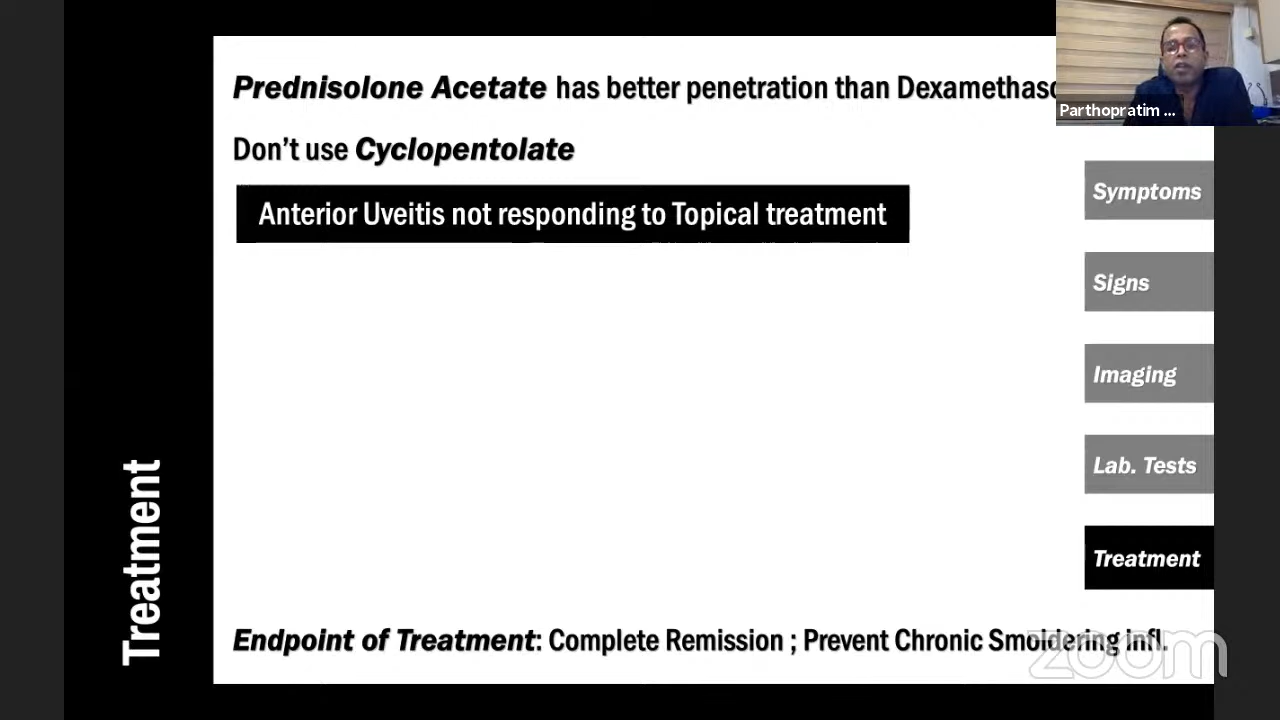 Prednisolone Acetate has better penetration than
Parthopratim ...
Don't use Cyclopentolate
Anterior Uveitis not responding to Topical treatment
Symptoms
Signs
Imaging
Lab. Tests
Treatment
Treatment
Endpoint of Treatment: Complete Remission ; Prevent Chronic Smoldering infl.
zoom